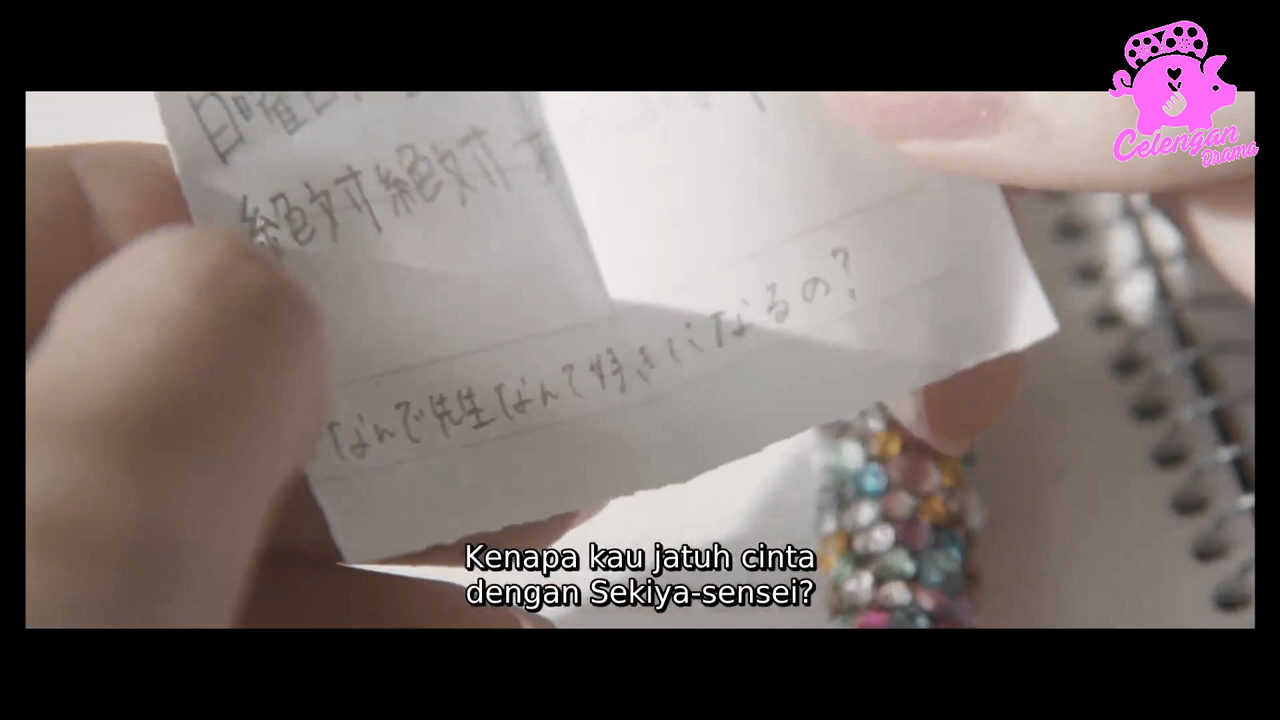 Celengan
Drama
日曜日
絶対絶対
なんで先生なんて好きになるの?
Kenapa kau jatuh cinta
dengan Sekiya-sensei?